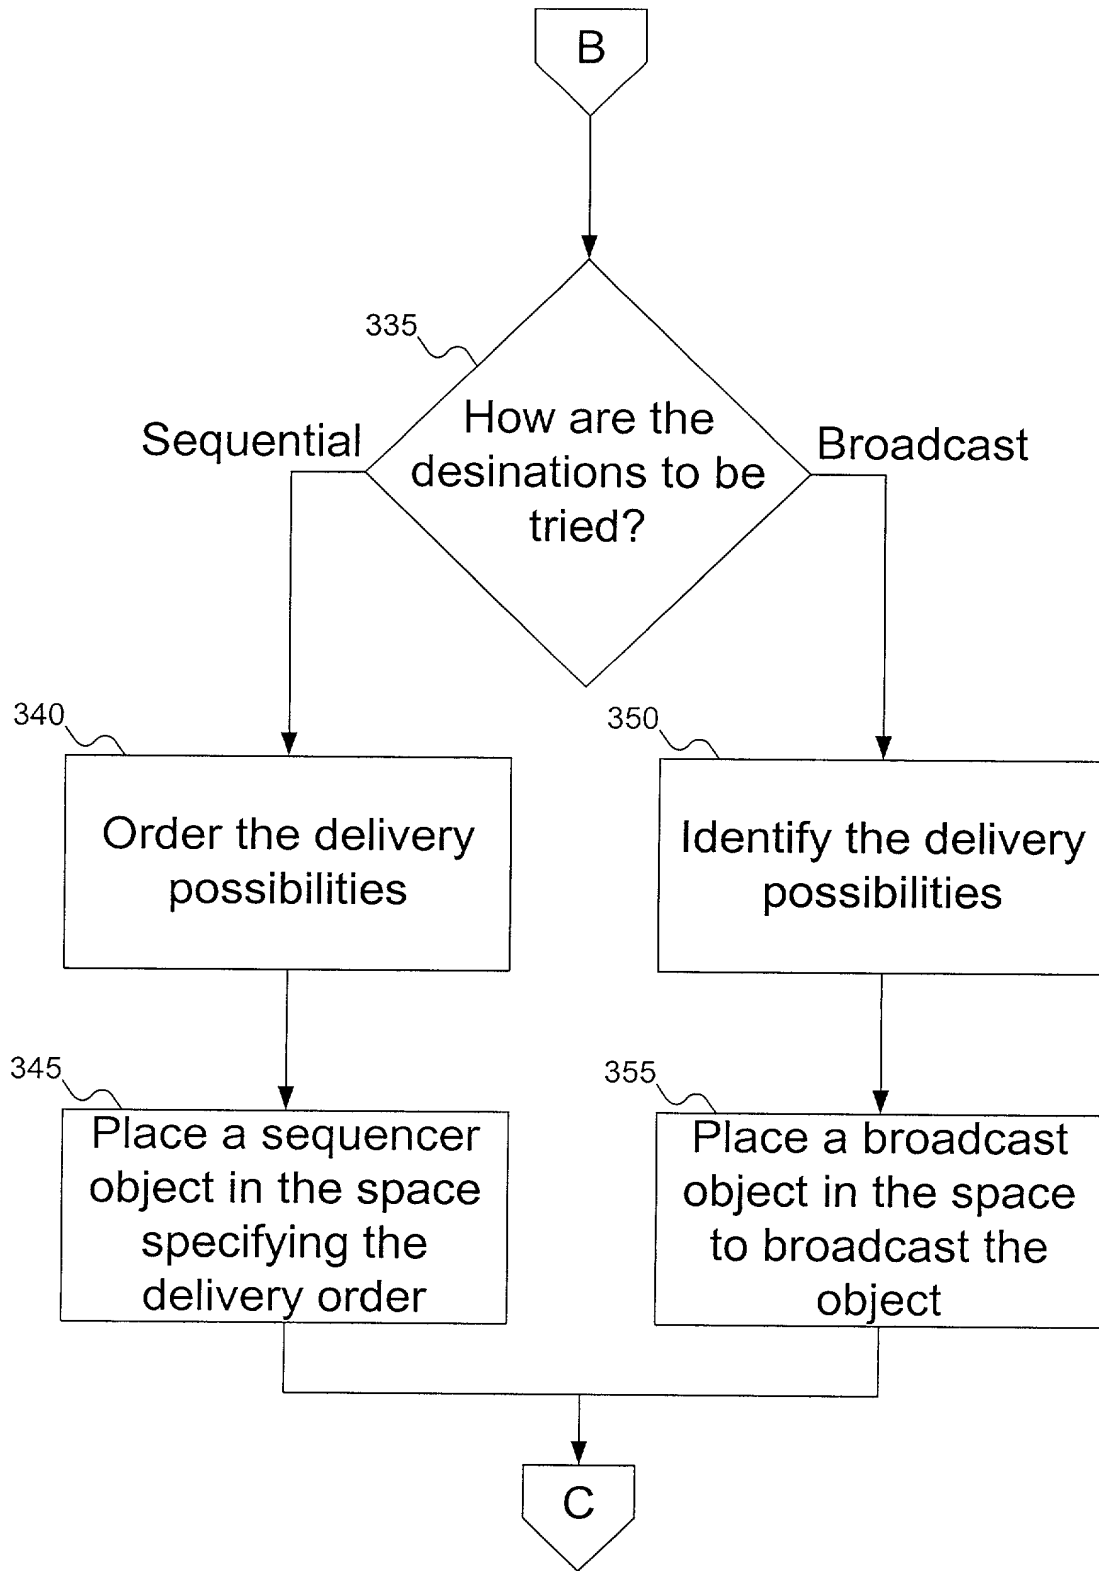 B
335
How are the
desinations to be
tried?
Sequential
Broadcast
340
Order the delivery
possibilities
350
Identify the delivery
possibilities
345
Place a sequencer
object in the space
specifying the
delivery order
355
Place a broadcast
object in the space
to broadcast the
object
C